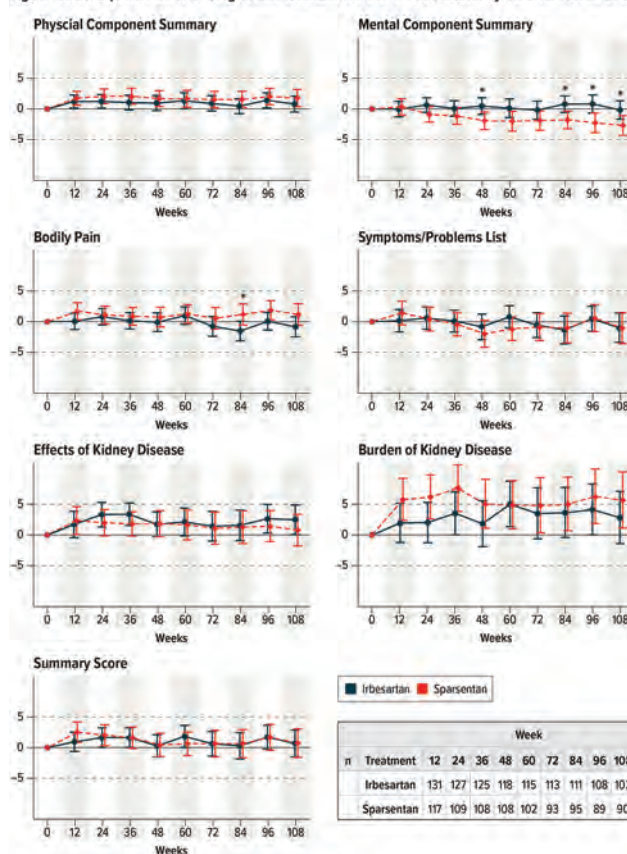 Physcial Component Summary
Mental Component Summary
5
0
−5
0 12 24 36 48 60 72 84 96 108
Weeks
5
0
−5
* * * *
0 12 24 36 48 60 72 84 96 108
Weeks
Bodily Pain
Symptoms/Problems List
5
0
−5
*
0 12 24 36 48 60 72 84 96 108
Weeks
5
0
−5
0 12 24 36 48 60 72 84 96 108
Weeks
Effects of Kidney Disease
Burden of Kidney Disease
5
0
−5
0 12 24 36 48 60 72 84 96 108
Weeks
5
0
−5
0 12 24 36 48 60 72 84 96 108
Weeks
Summary Score
5
0
−5
0 12 24 36 48 60 72 84 96 108
Weeks
Irbesartan Sparsentan
Week
n Treatment 12 24 36 48 60 72 84 96 108
Irbesartan 131 127 125 118 115 113 111 108
Sparsentan 117 109 108 108 102 93 95 89 90